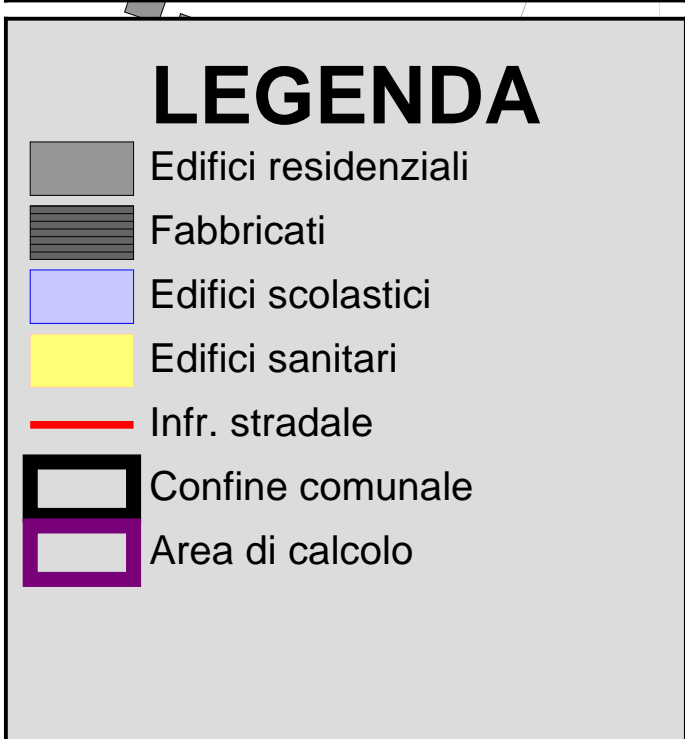 LEGENDA
Edifici residenziali
Fabbricati
Edifici scolastici
Edifici sanitari
Infr. stradale
Confine comunale
Area di calcolo